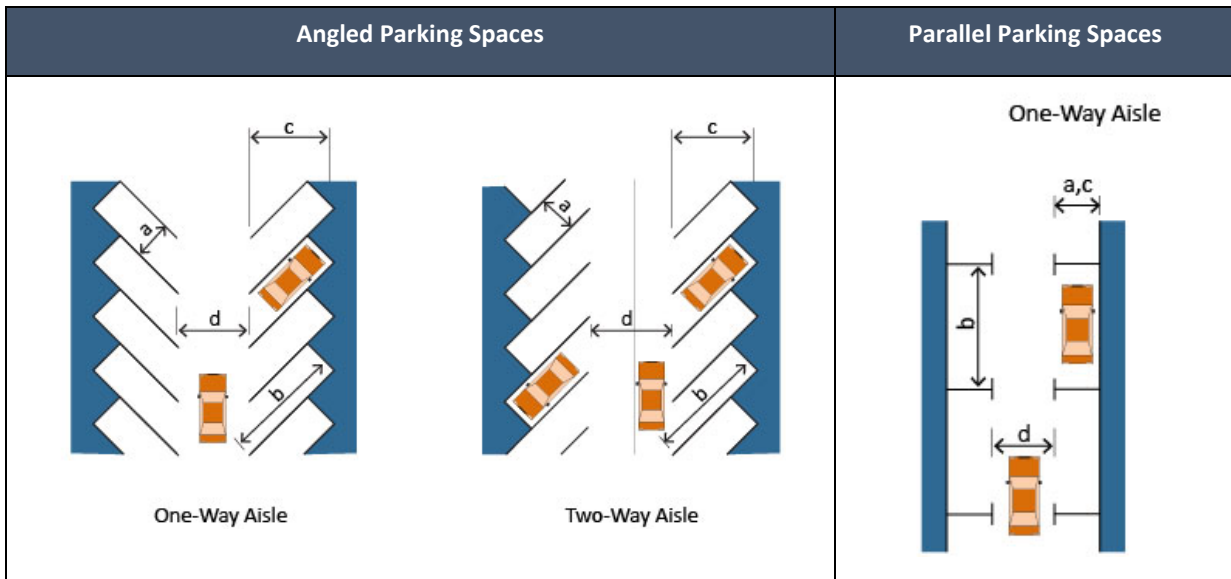 Angled Parking Spaces
Parallel Parking Spaces
c
a
d
b
One-Way Aisle
c
a
d
b
Two-Way Aisle
One-Way Aisle
a,c
b
d